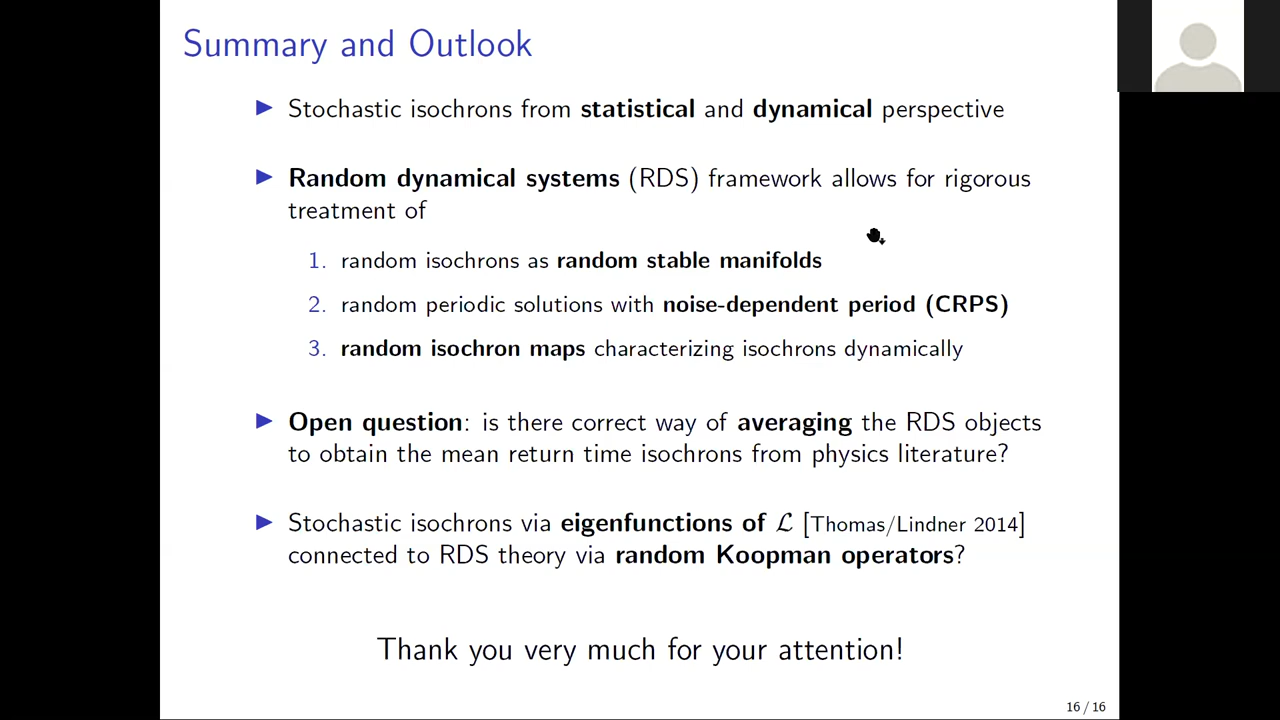 Summary and Outlook
▶ Stochastic isochrons from statistical and dynamical perspective
▶ Random dynamical systems (RDS) framework allows for rigorous
treatment of
1. random isochrons as random stable manifolds
2. random periodic solutions with noise-dependent period (CRPS)
3. random isochron maps characterizing isochrons dynamically
▶ Open question: is there correct way of averaging the RDS objects
to obtain the mean return time isochrons from physics literature?
▶ Stochastic isochrons via eigenfunctions of ℒ [Thomas/Lindner 2014]
connected to RDS theory via random Koopman operators?
Thank you very much for your attention!
16 / 16